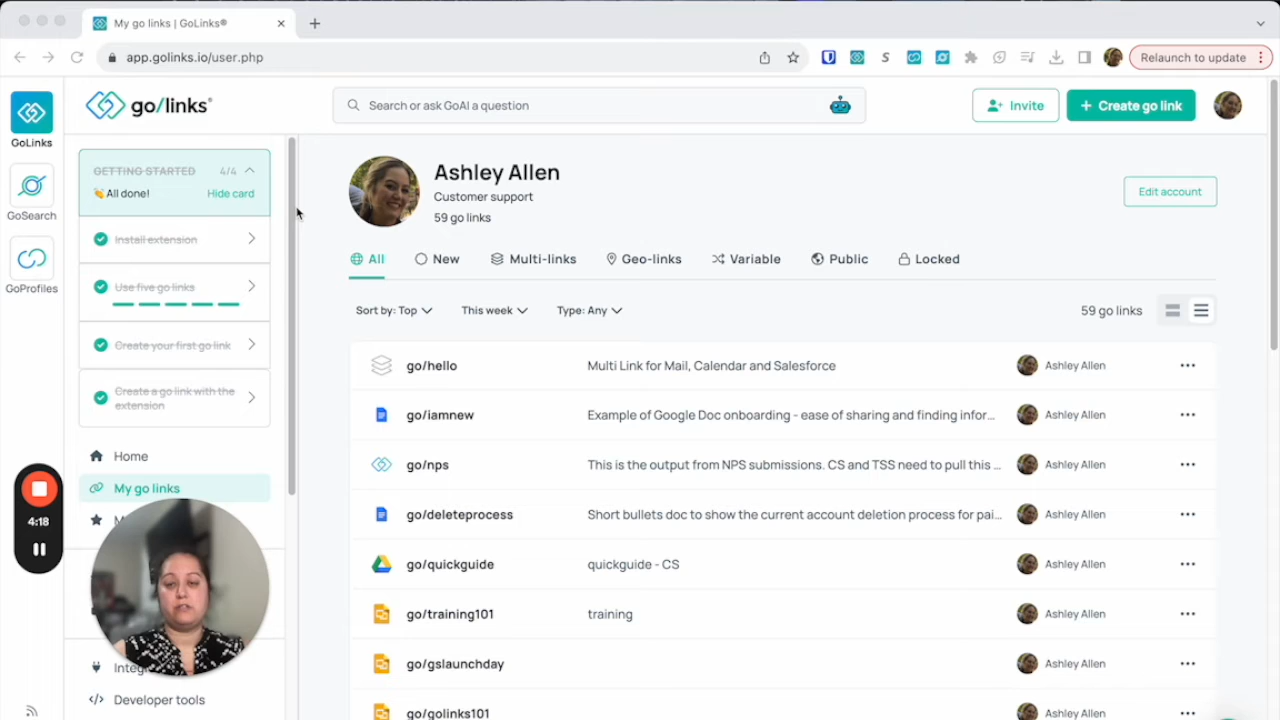 My go links | GoLinks®
app.golinks.io/user.php
Relaunch to update
GoLinks
GoSearch
GoProfiles
go/links®
Search or ask GoAI a question
Invite
+ Create go link
GETTING STARTED 4/4
👏 All done! Hide card
Install extension
Use five go links
Create your first go link
Create a go link with the
extension
Home
My go links
Developer tools
4:18
Ashley Allen
Customer support
59 go links
Edit account
All New Multi-links Geo-links Variable Public Locked
Sort by: Top This week Type: Any 59 go links
go/hello Multi Link for Mail, Calendar and Salesforce Ashley Allen
go/iamnew Example of Google Doc onboarding - ease of sharing and finding infor... Ashley Allen
go/nps This is the output from NPS submissions. CS and TSS need to pull this ... Ashley Allen
go/deleteprocess Short bullets doc to show the current account deletion process for pai... Ashley Allen
go/quickguide quickguide - CS Ashley Allen
go/training101 training Ashley Allen
go/gslaunchday Ashley Allen
go/golinks101 Ashley Allen